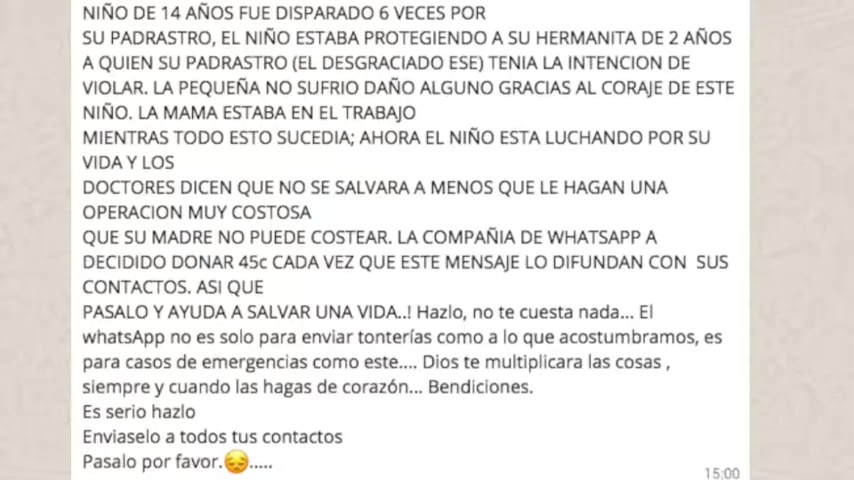 NIÑO DE 14 AÑOS FUE DISPARADO 6 VECES POR
SU PADRASTRO, EL NIÑO ESTABA PROTEGIENDO A SU HERMANITA DE 2 AÑOS
A QUIEN SU PADRASTRO (EL DESGRACIADO ESE) TENIA LA INTENCION DE
VIOLAR. LA PEQUEÑA NO SUFRIO DAÑO ALGUNO GRACIAS AL CORAJE DE ESTE
NIÑO. LA MAMA ESTABA EN EL TRABAJO
MIENTRAS TODO ESTO SUCEDIA; AHORA EL NIÑO ESTA LUCHANDO POR SU
VIDA Y LOS
DOCTORES DICEN QUE NO SE SALVARA A MENOS QUE LE HAGAN UNA
OPERACION MUY COSTOSA
QUE SU MADRE NO PUEDE COSTEAR. LA COMPAÑIA DE WHATSAPP A
DECIDIDO DONAR 45c CADA VEZ QUE ESTE MENSAJE LO DIFUNDAN CON  SUS
CONTACTOS. ASI QUE
PASALO Y AYUDA A SALVAR UNA VIDA..! Hazlo, no te cuesta nada... El
whatsApp no es solo para enviar tonterías como a lo que acostumbramos, es
para casos de emergencias como este.... Dios te multiplicara las cosas ,
siempre y cuando las hagas de corazón... Bendiciones.
Es serio hazlo
Enviaselo a todos tus contactos
Pasalo por favor.😔.....
15:00